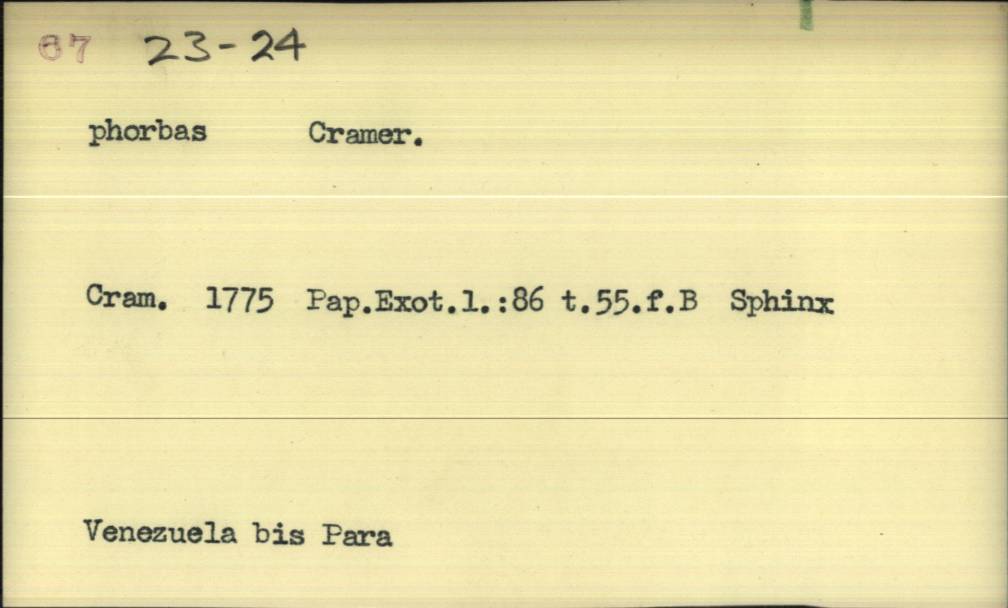 67 23-24
phorbas Cramer.
Cram. 1775 Pap.Exot.1.:86 t.55.f.B Sphinx
Venezuela bis Para